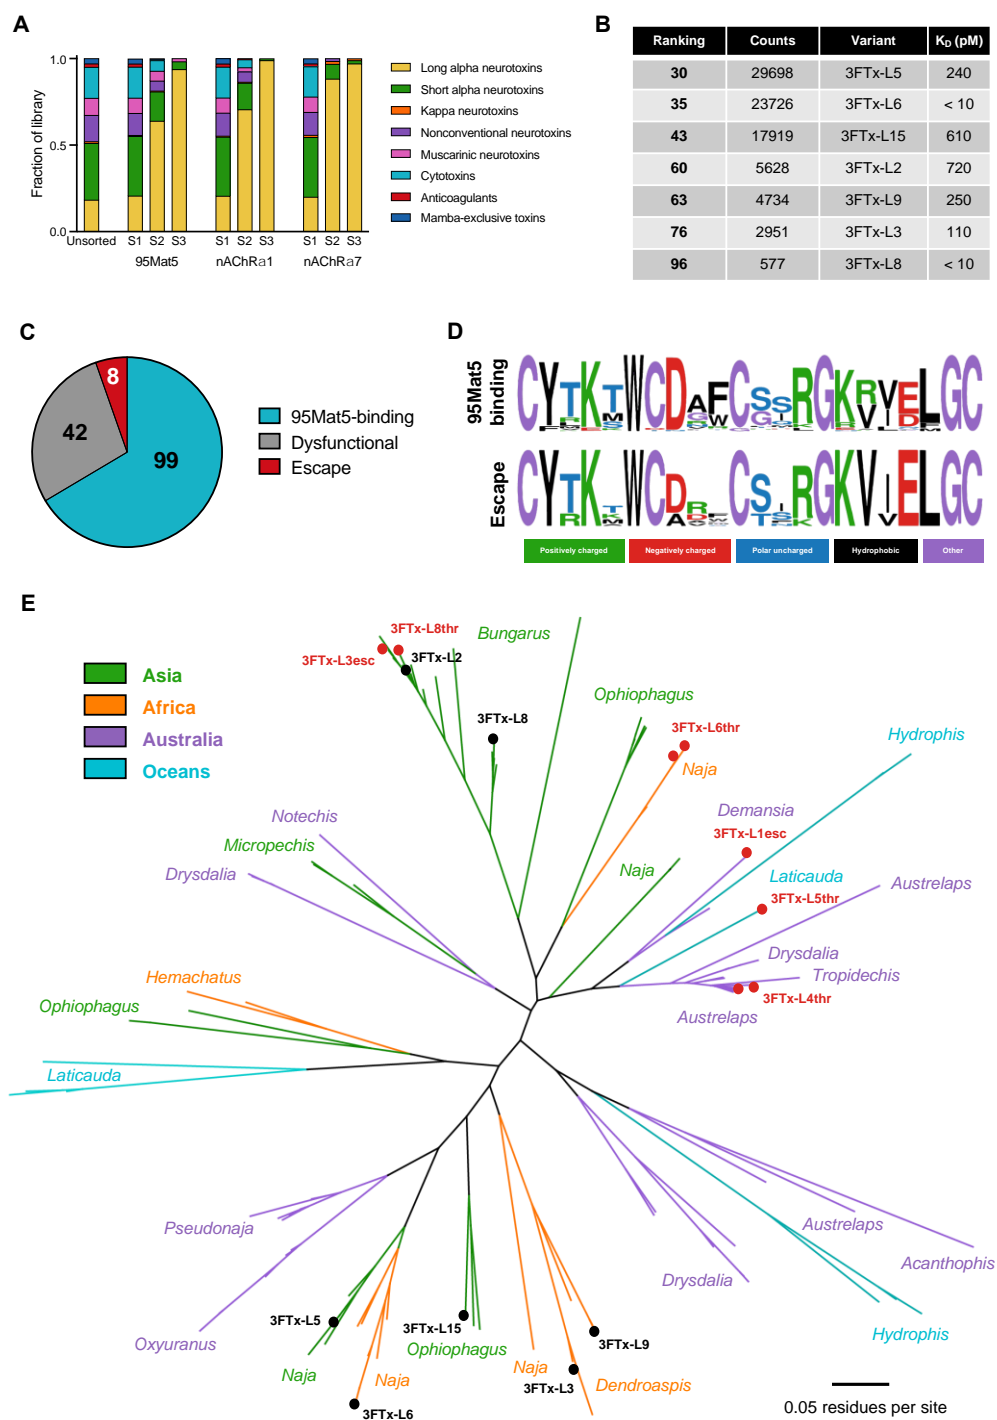 A
1.0
0.5
0.0
Fraction of library
Unsorted
S1 S2 S3
S1 S2 S3
S1 S2 S3
95Mat5
nAChRα1
nAChRα7
Long alpha neurotoxins
Short alpha neurotoxins
Kappa neurotoxins
Nonconventional neurotoxins
Muscarinic neurotoxins
Cytotoxins
Anticoagulants
Mamba-exclusive toxins
B
Ranking Counts Variant KD (pM)
30 29698 3FTx-L5 240
35 23726 3FTx-L6 < 10
43 17919 3FTx-L15 610
60 5628 3FTx-L2 720
63 4734 3FTx-L9 250
76 2951 3FTx-L3 110
96 577 3FTx-L8 < 10
C
8
42
99
95Mat5-binding
Dysfunctional
Escape
D
95Mat5
binding
CYTKTWCDAFCSSRGKRVELGC
Escape
CYTKTWCDRFCSIRGKVIELGC
Positively charged
Negatively charged
Polar uncharged
Hydrophobic
Other
E
Asia
Africa
Australia
Oceans
3FTx-L8thr
3FTx-L3esc
3FTx-L2
Bungarus
3FTx-L8
Ophiophagus
3FTx-L6thr
Naja
Hydrophis
Demansia
3FTx-L1esc
Naja
Laticauda
3FTx-L5thr
Austrelaps
Notechis
Micropechis
Drysdalia
Drysdalia
Tropidechis
3FTx-L4thr
Austrelaps
Hemachatus
Ophiophagus
Laticauda
Pseudonaja
Oxyuranus
3FTx-L5
Naja
Naja
3FTx-L6
3FTx-L15
Ophiophagus
Naja
3FTx-L3
3FTx-L9
Dendroaspis
Drysdalia
Austrelaps
Acanthophis
Hydrophis
0.05 residues per site